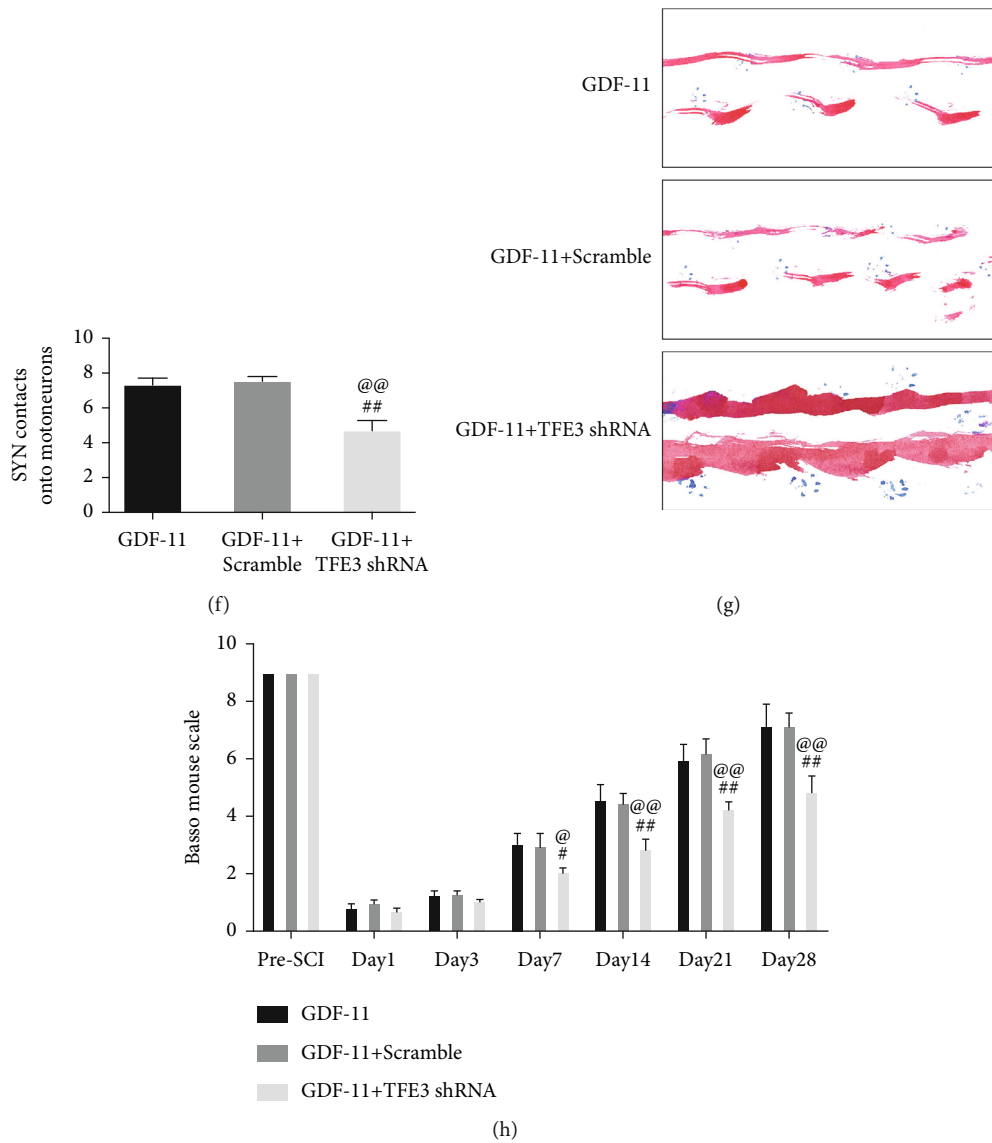 10
8
6
4
2
0
SYN contacts
onto motoneurons
@@
##
GDF-11
GDF-11+
Scramble
GDF-11+
TFE3 shRNA
(f)
GDF-11
GDF-11+Scramble
GDF-11+TFE3 shRNA
(g)
10
8
6
4
2
0
Basso mouse scale
@
#
@@
##
@@
##
@@
##
Pre-SCI
Day1
Day3
Day7
Day14
Day21
Day28
GDF-11
GDF-11+Scramble
GDF-11+TFE3 shRNA
(h)